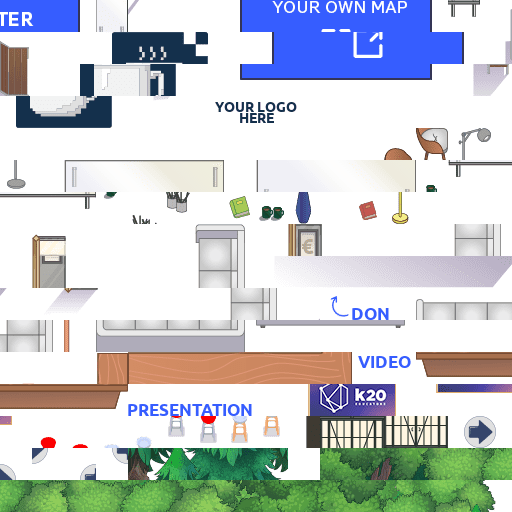 YOUR OWN MAP
TER
YOUR LOGO
HERE
€
DON
VIDEO
k20
PRESENTATION